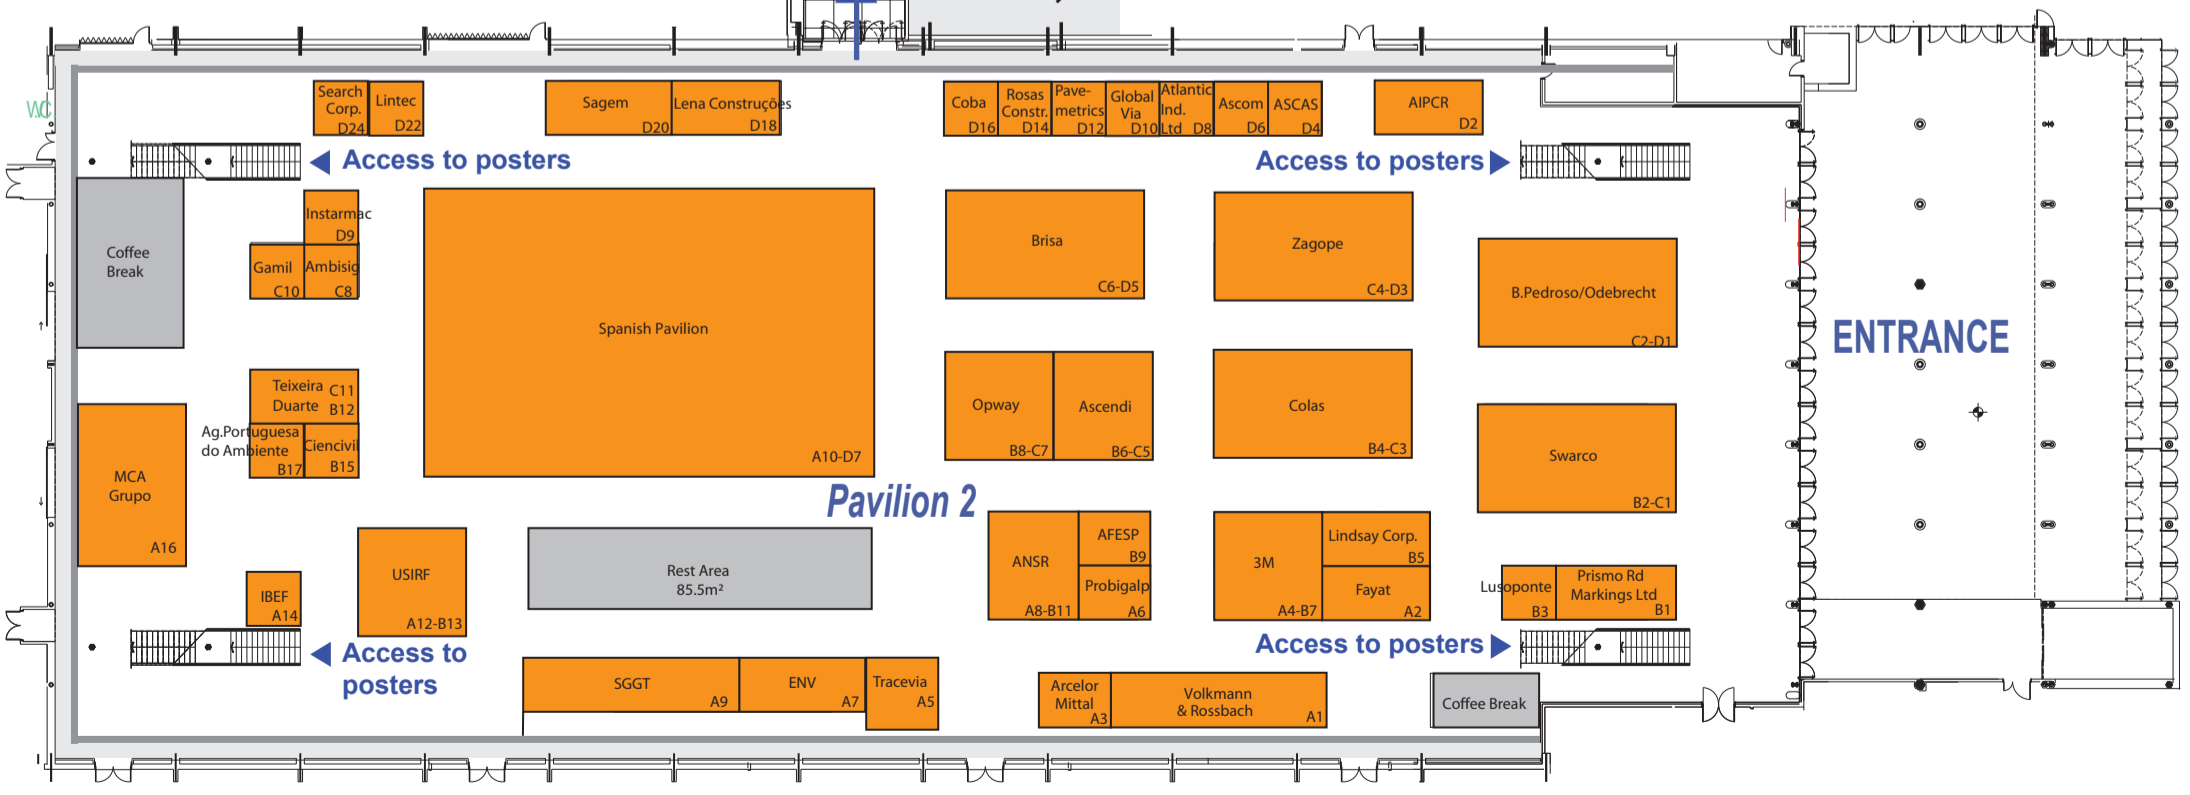 WC
Search
Corp.
D24
Lintec
D22
Sagem
D20
Lena Construções
D18
Coba
D16
Rosas
Constr.
D14
Pave-
metrics
D12
Global
Via
D10
Atlantic
Ind.
Ltd D8
Ascom
D6
ASCAS
D4
AIPCR
D2
Access to posters
Access to posters
Coffee
Break
Instarmac
D9
Gamil
C10
Ambisig
C8
Spanish Pavilion
A10-D7
Brisa
C6-D5
Zagope
C4-D3
B.Pedroso/Odebrecht
C2-D1
ENTRANCE
Teixeira C11
Duarte B12
Ag.Portuguesa
do Ambiente
B17
Ciencivil
B15
MCA
Grupo
A16
Opway
B8-C7
Ascendi
B6-C5
Colas
B4-C3
Swarco
B2-C1
Pavilion 2
IBEF
A14
USIRF
A12-B13
Rest Area
85.5m²
ANSR
A8-B11
AFESP
B9
Probigalp
A6
3M
A4-B7
Lindsay Corp.
B5
Fayat
A2
Lusoponte
B3
Prismo Rd
Markings Ltd
B1
Access to
posters
Access to posters
SGGT
A9
ENV
A7
Tracevia
A5
Arcelor
Mittal
A3
Volkmann
& Rossbach
A1
Coffee Break